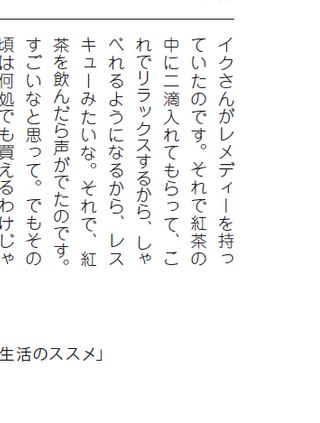 イクさんがレメディーを持っ
ていたのです。それで紅茶の
中に二滴入れてもらって、こ
れでリラックスするから、しゃ
べれるようになるから、レス
キューみたいな。それで、紅
茶を飲んだら声がでたのです。
すごいなと思って。でもその
頃は何処でも買えるわけじゃ
生活のススメ」